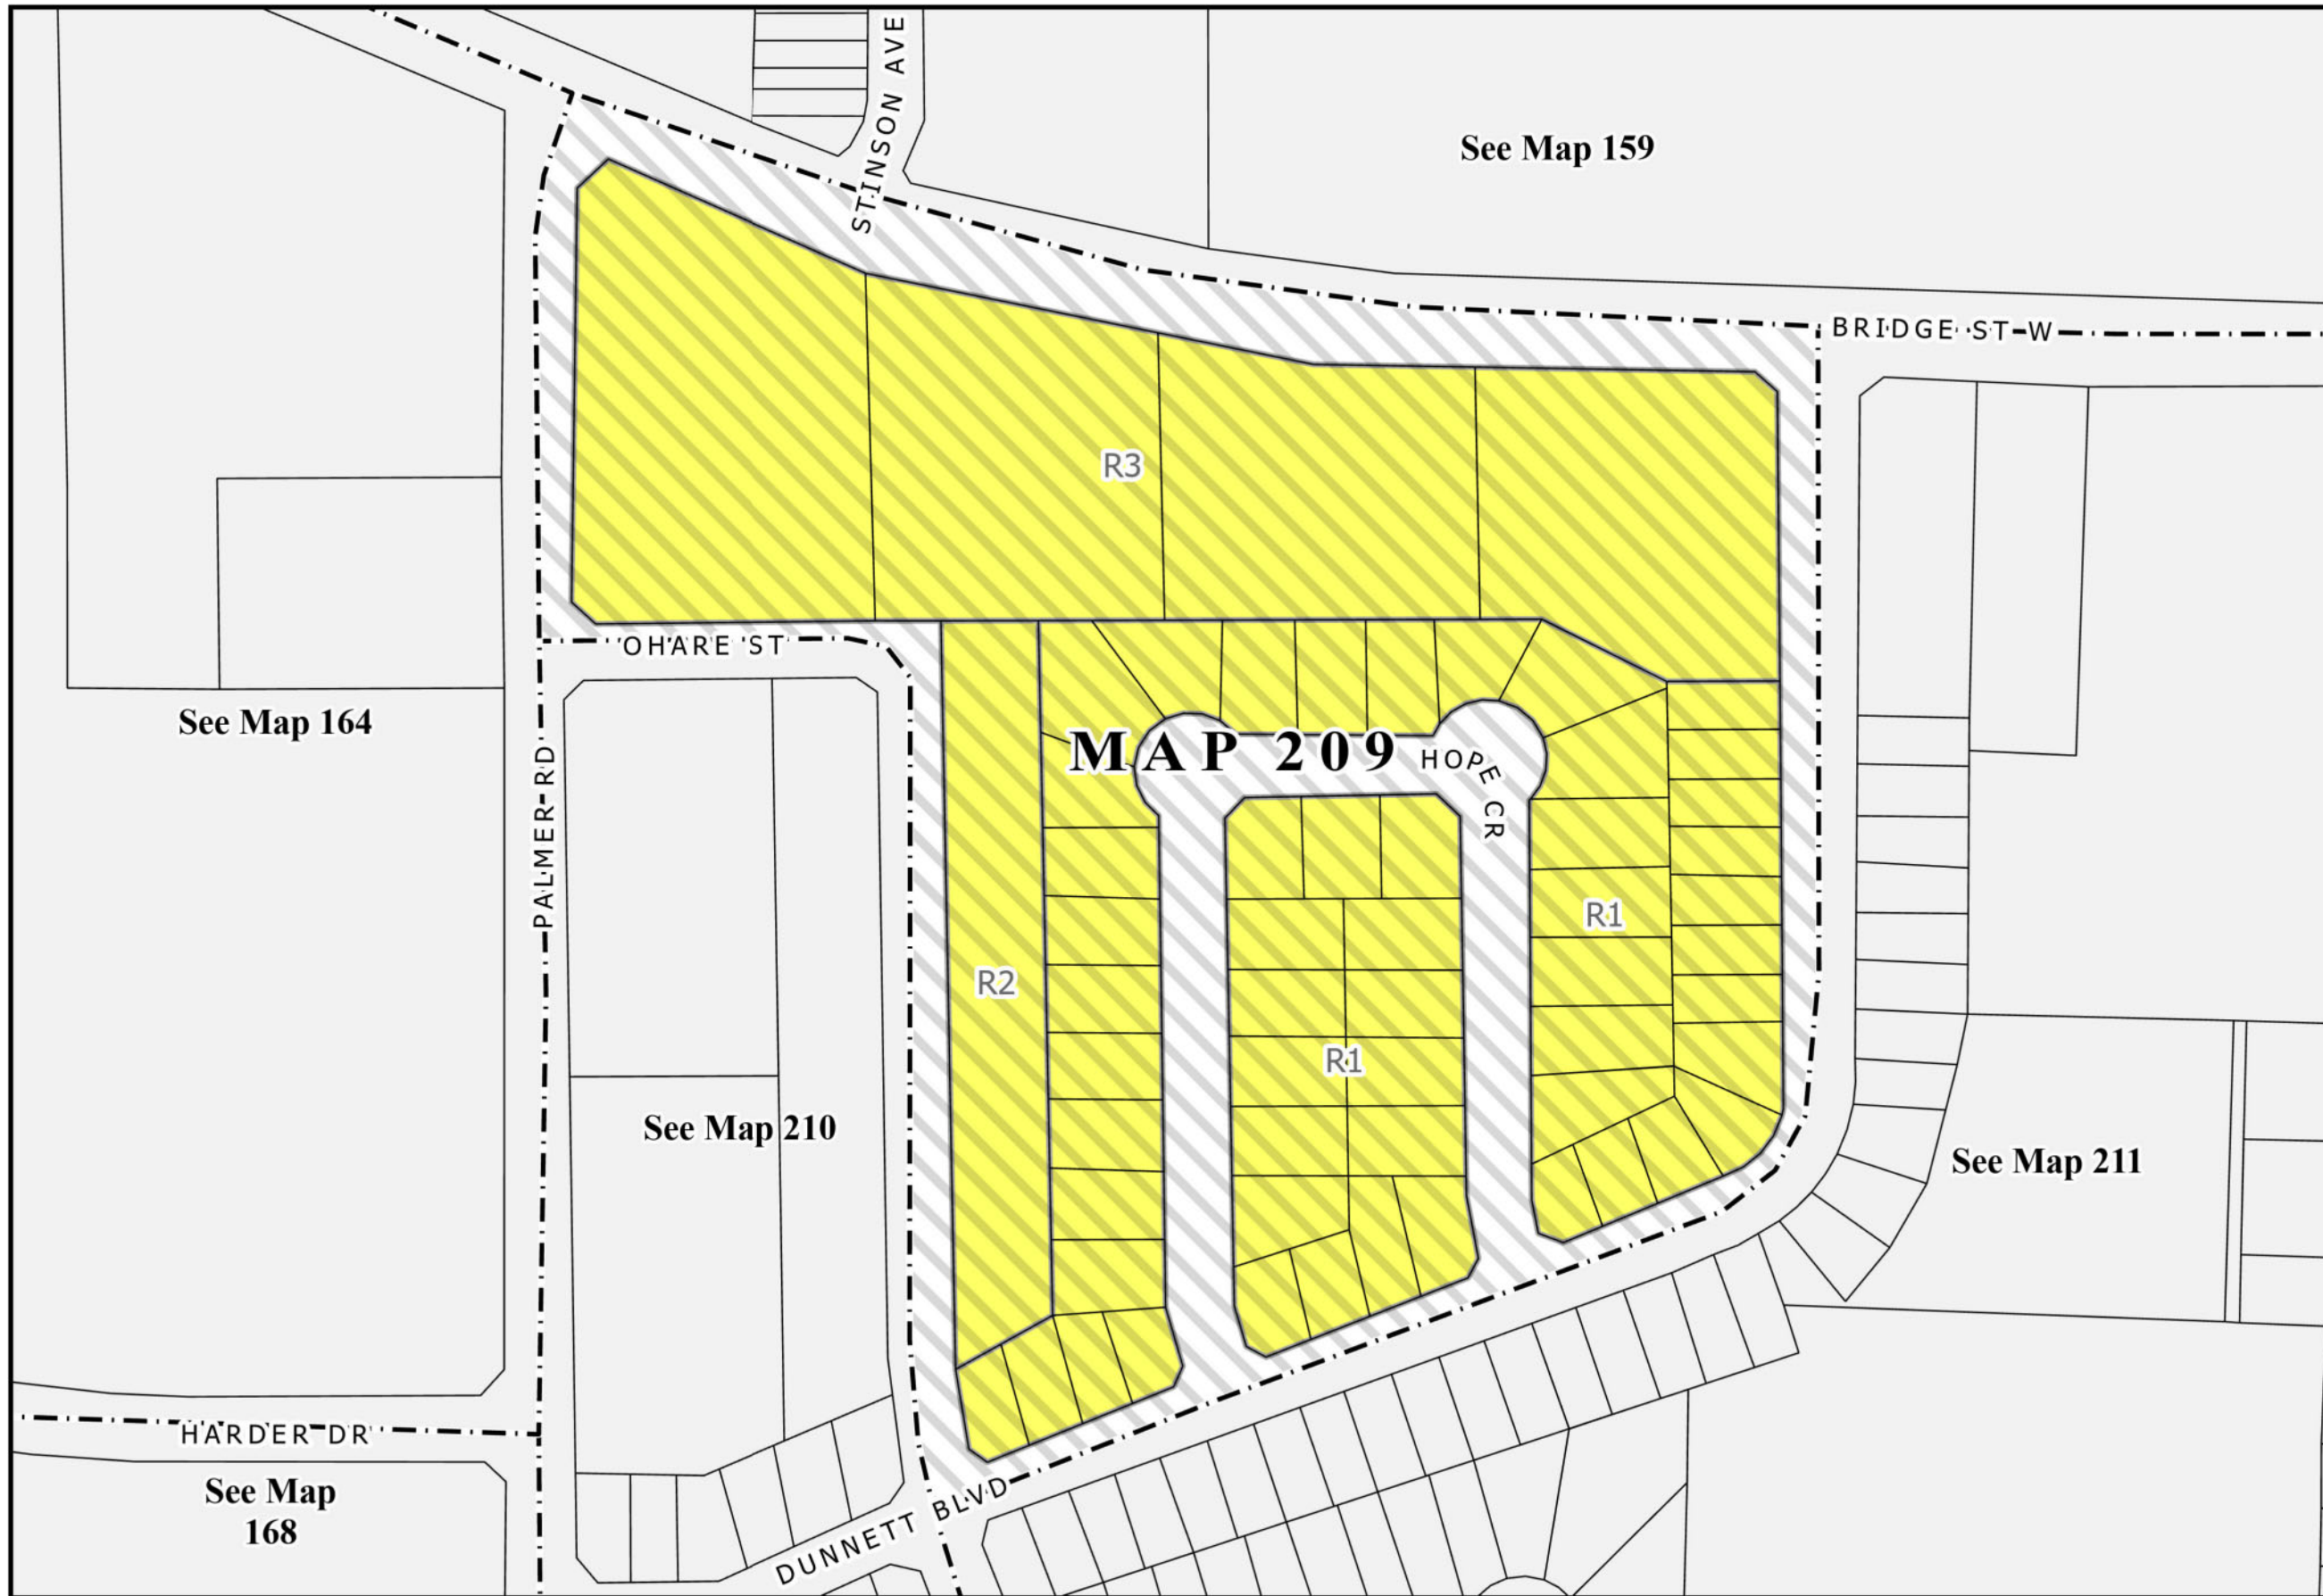 STINSON AVE
See Map 159
BRIDGE ST W
R3
OHARE ST
See Map 164
MAP 209
HOPE CR
PALMER RD
R1
R2
R1
See Map 210
See Map 211
HARDER DR
See Map
168
DUNNETT BLVD